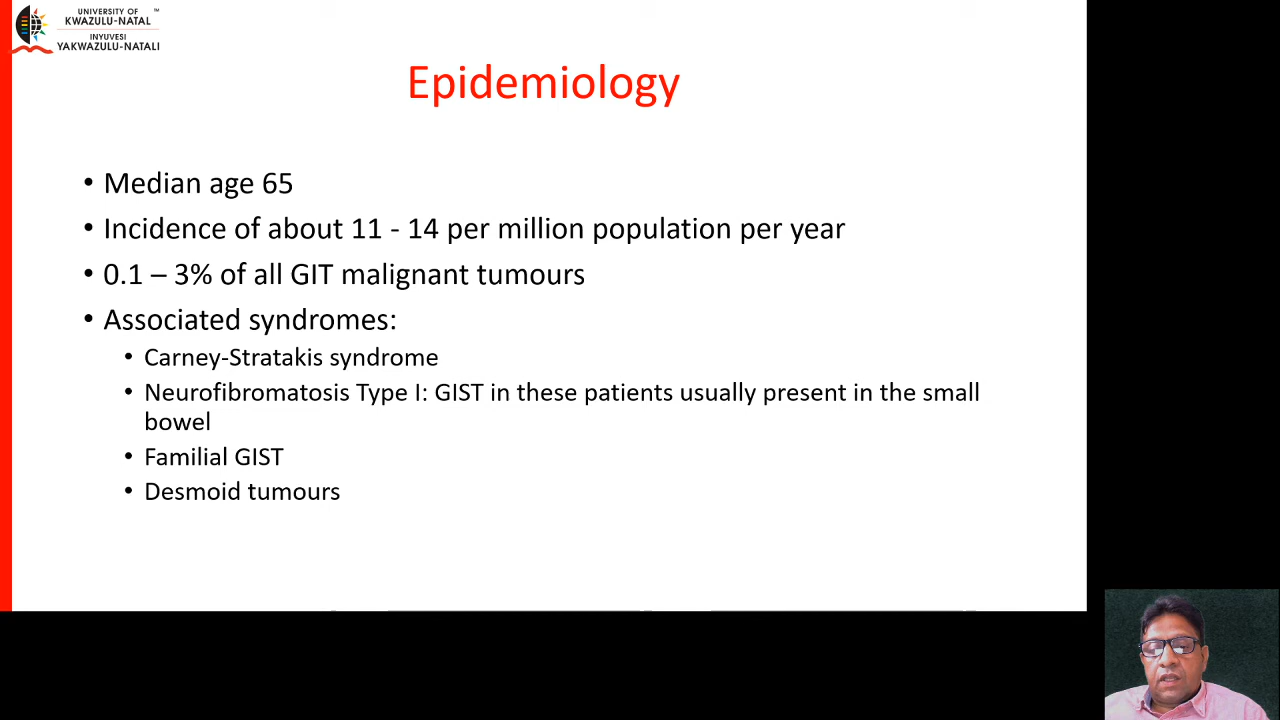 UNIVERSITY OF ™
KWAZULU-NATAL
INYUVESI
YAKWAZULU-NATALI
Epidemiology
• Median age 65
• Incidence of about 11 - 14 per million population per year
• 0.1 – 3% of all GIT malignant tumours
• Associated syndromes:
• Carney-Stratakis syndrome
• Neurofibromatosis Type I: GIST in these patients usually present in the small
bowel
• Familial GIST
• Desmoid tumours